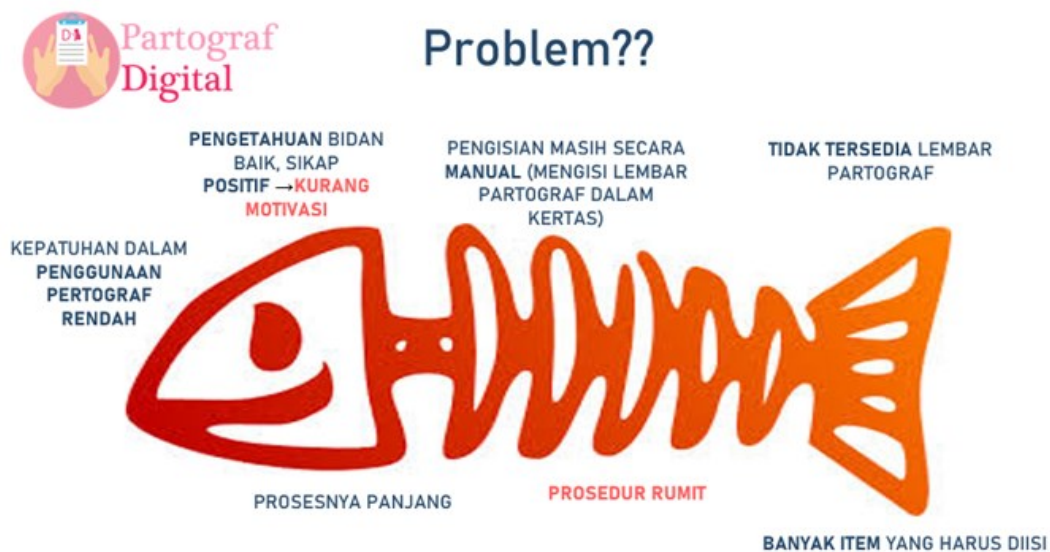 Partograf
Digital
Problem??
PENGETAHUAN BIDAN
BAIK, SIKAP
POSITIF →KURANG
MOTIVASI
PENGISIAN MASIH SECARA
MANUAL (MENGISI LEMBAR
PARTOGRAF DALAM
KERTAS)
TIDAK TERSEDIA LEMBAR
PARTOGRAF
KEPATUHAN DALAM
PENGGUNAAN
PERTOGRAF
RENDAH
PROSESNYA PANJANG
PROSEDUR RUMIT
BANYAK ITEM YANG HARUS DIISI